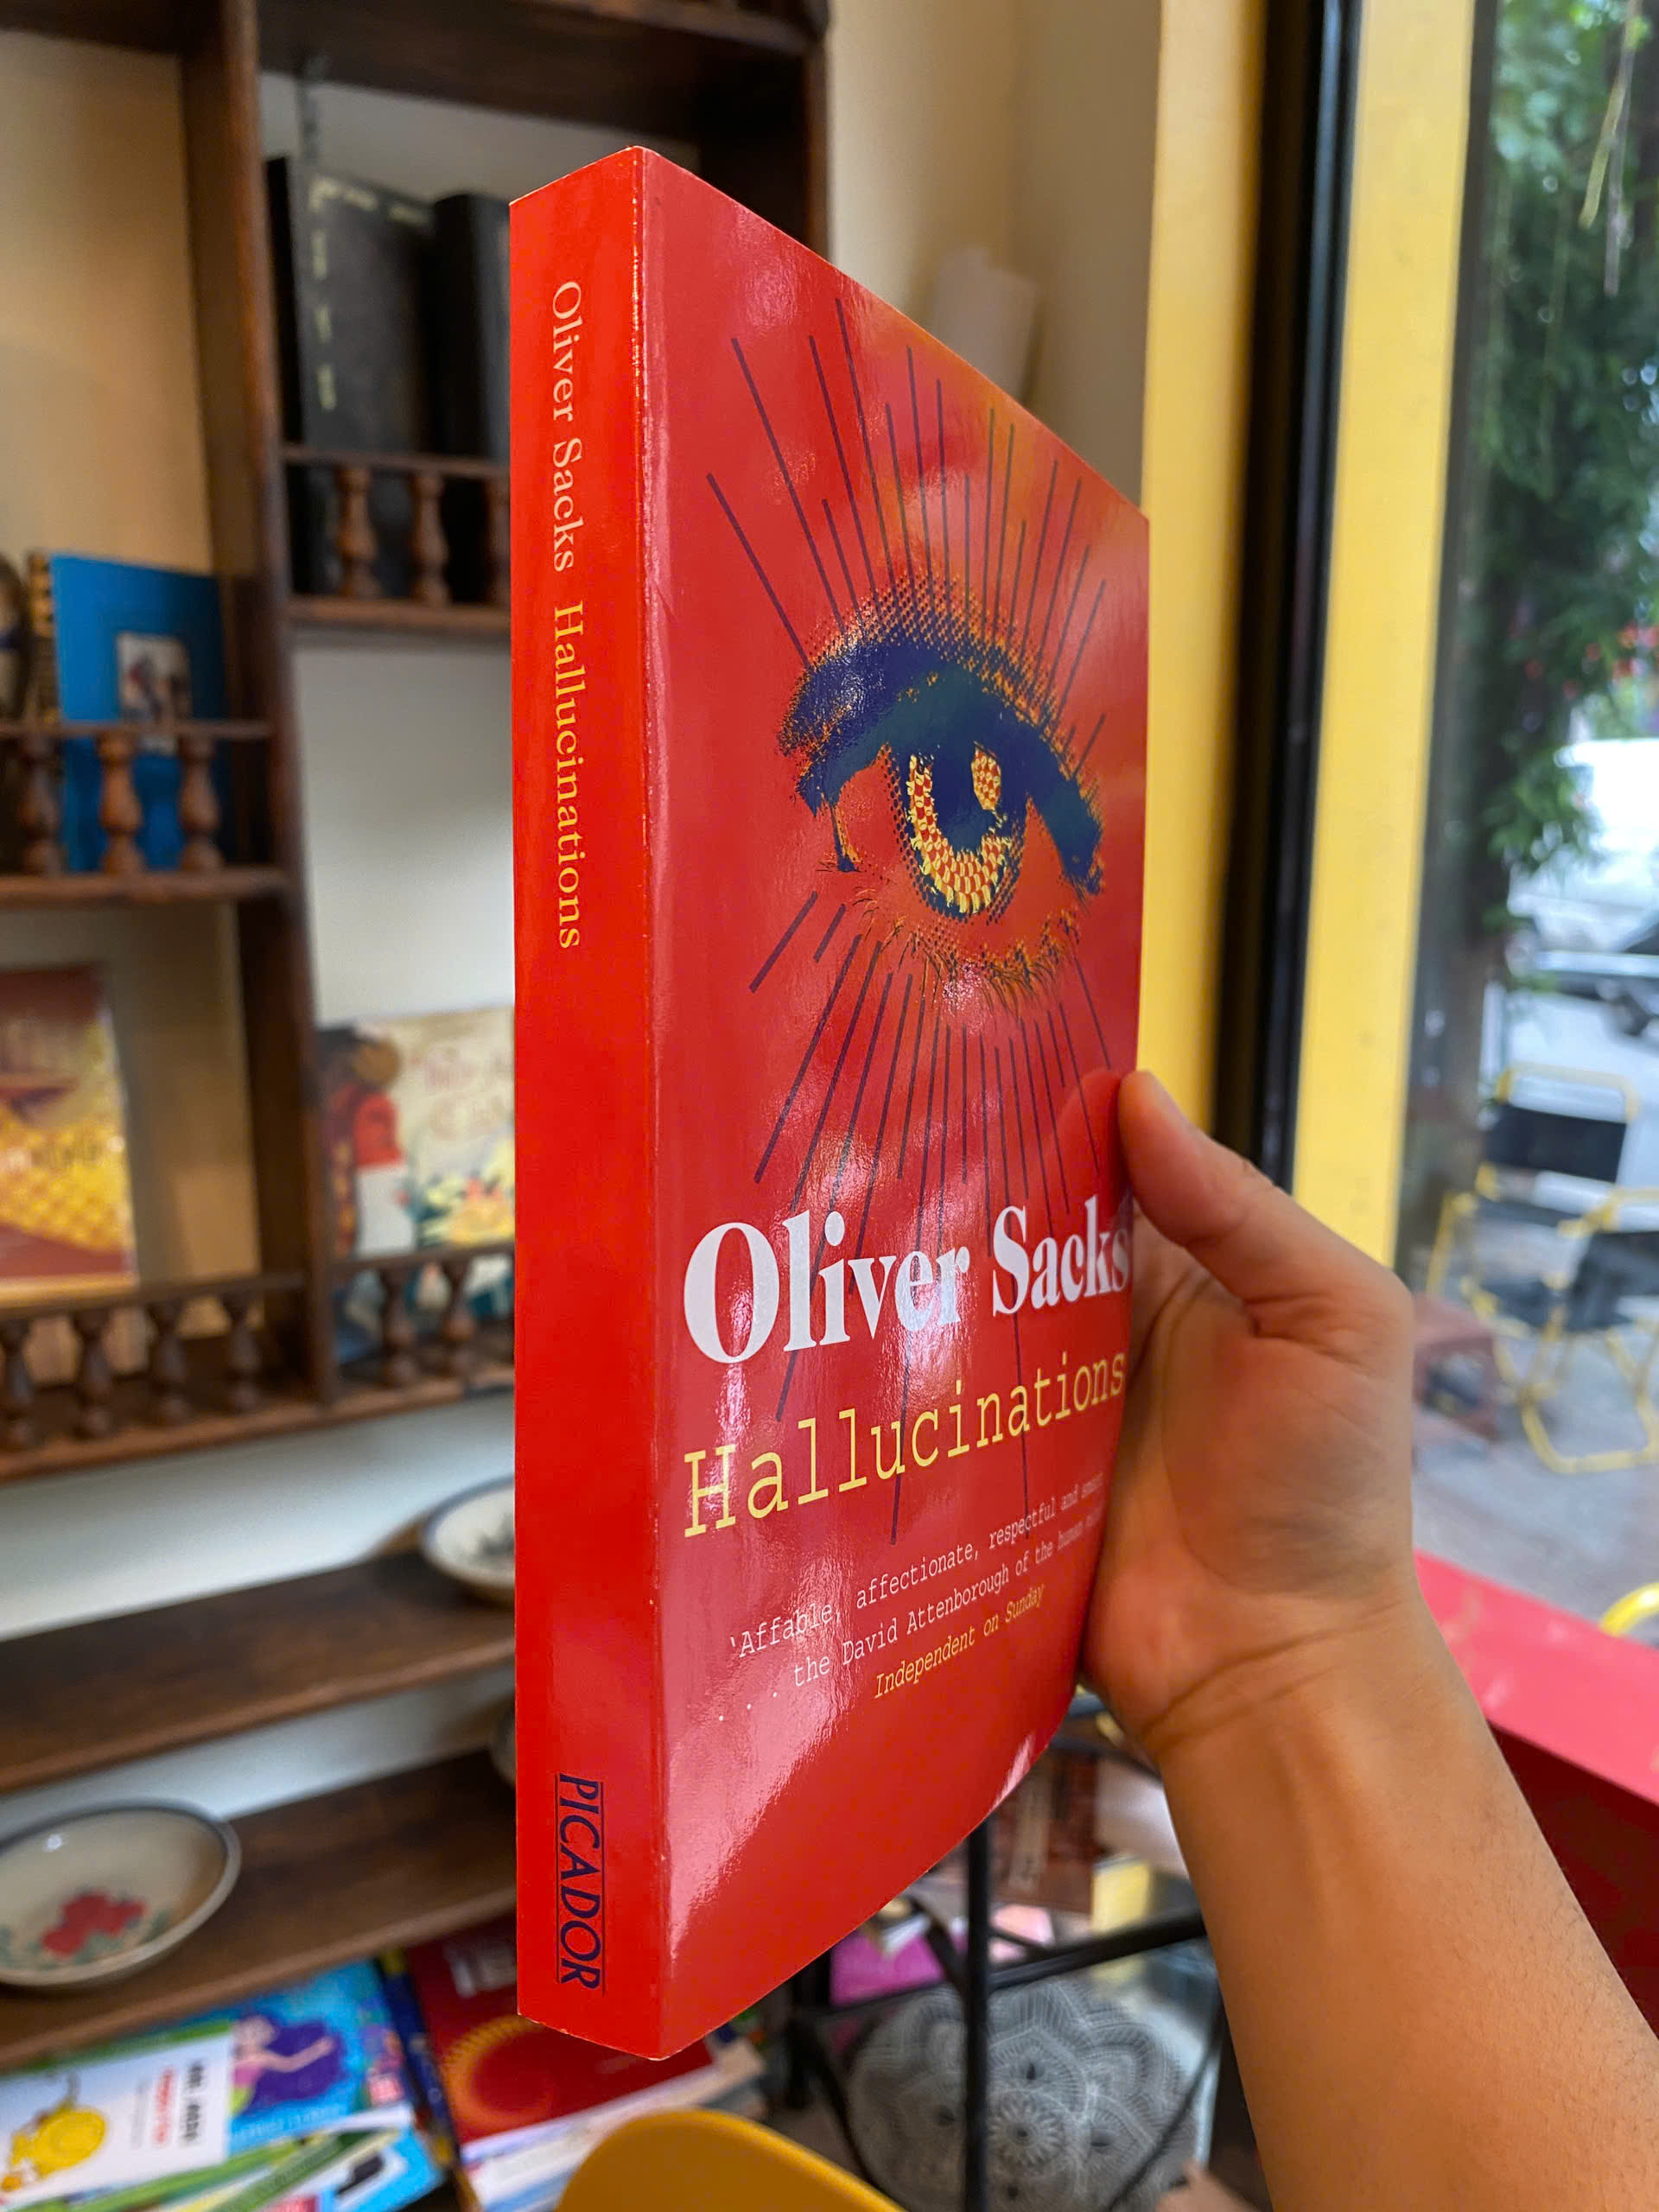 Oliver Sacks Hallucinations
PICADOR
Oliver Sacks
Hallucinations
'Affable, affectionate, respectful and
. . . the David Attenborough of the human
Independent on Sunday